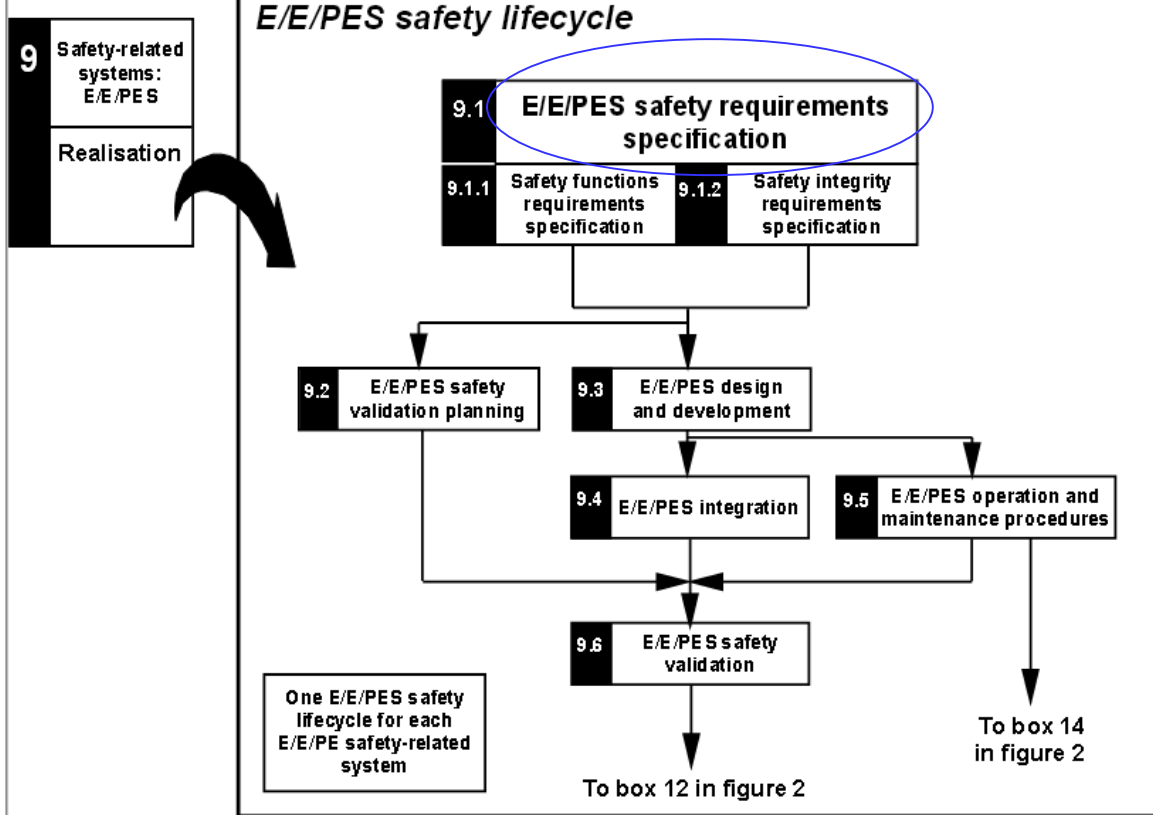 E/E/PES safety lifecycle
9
Safety-related
systems:
E/E/PES
Realisation
9.1
E/E/PES safety requirements
specification
9.1.1
Safety functions
requirements
specification
9.1.2
Safety integrity
requirements
specification
9.2
E/E/PES safety
validation planning
9.3
E/E/PES design
and development
9.4
E/E/PES integration
9.5
E/E/PES operation and
maintenance procedures
9.6
E/E/PES safety
validation
One E/E/PES safety
lifecycle for each
E/E/PE safety-related
system
To box 14
in figure 2
To box 12 in figure 2